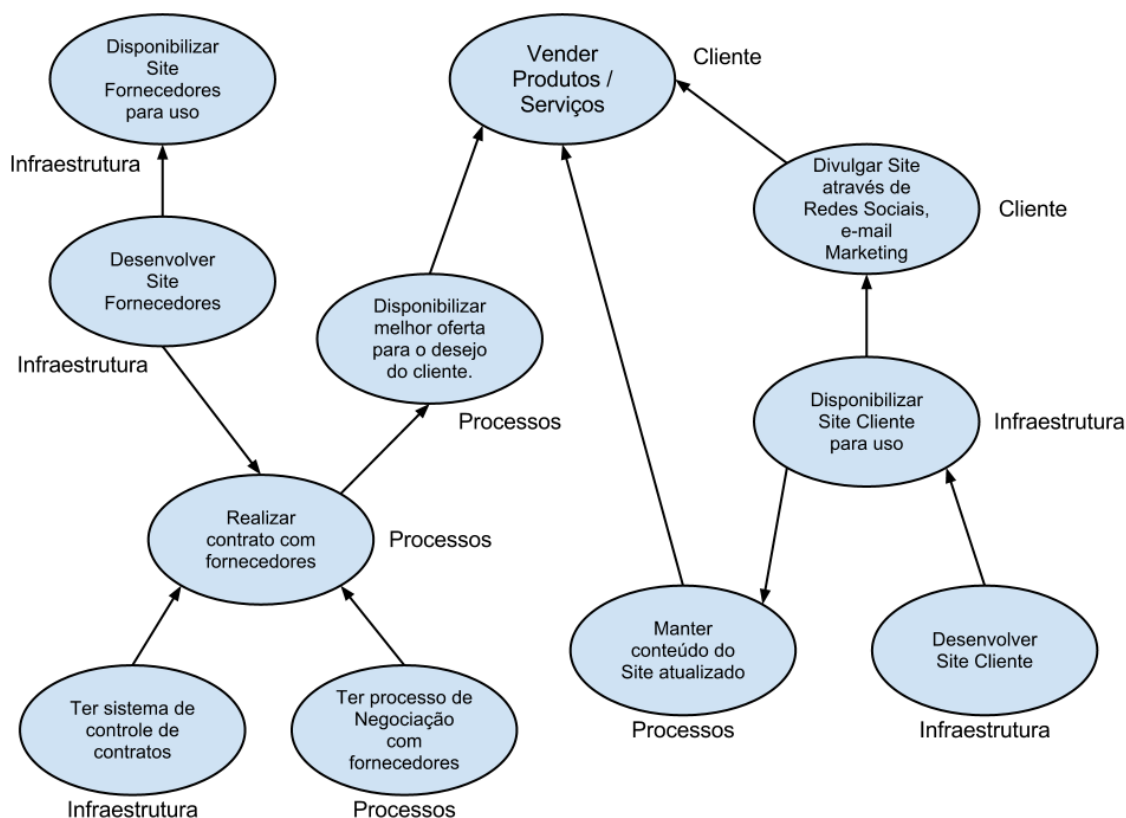 Disponibilizar
Site
Fornecedores
para uso
Infraestrutura
Vender
Produtos /
Serviços
Cliente
Divulgar Site
através de
Redes Sociais,
e-mail
Marketing
Cliente
Desenvolver
Site
Fornecedores
Infraestrutura
Disponibilizar
melhor oferta
para o desejo
do cliente.
Processos
Disponibilizar
Site Cliente
para uso
Infraestrutura
Realizar
contrato com
fornecedores
Processos
Manter
conteúdo do
Site atualizado
Processos
Desenvolver
Site Cliente
Infraestrutura
Ter sistema de
controle de
contratos
Infraestrutura
Ter processo de
Negociação
com
fornecedores
Processos